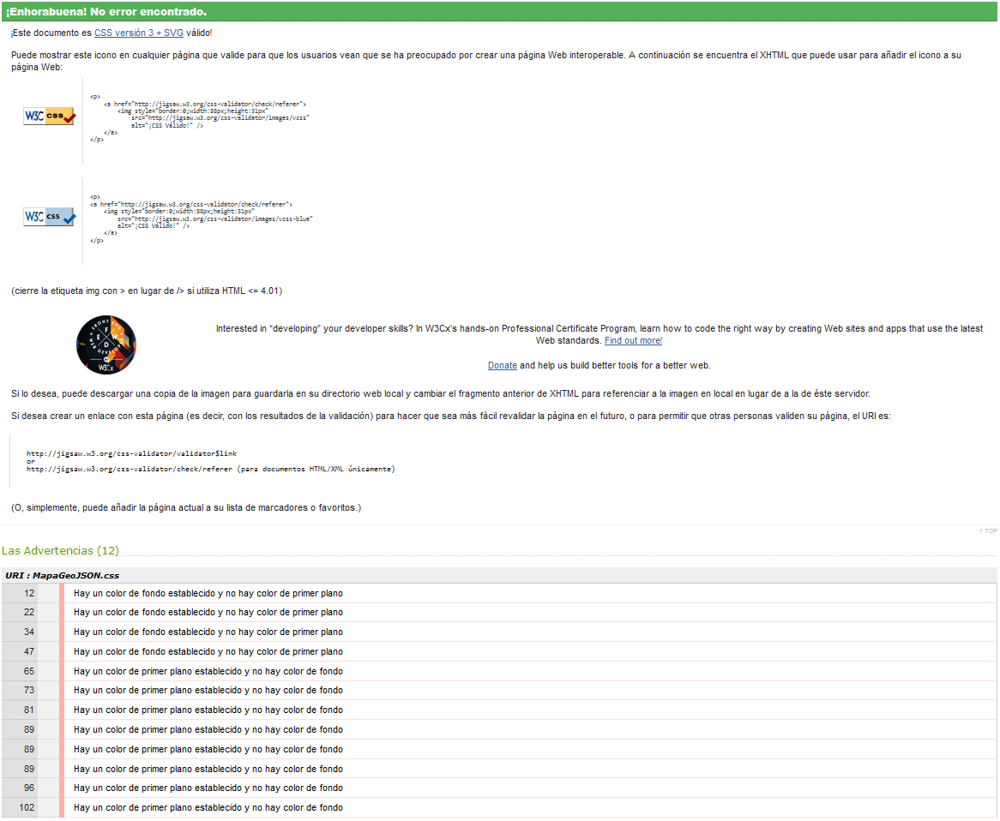 ¡Enhorabuena! No error encontrado.
¡Este documento es CSS versión 3 + SVG válido!
Puede mostrar este icono en cualquier página que valide para que los usuarios vean que se ha preocupado por crear una página Web interoperable. A continuación se encuentra el XHTML que puede usar para añadir el icono a su
página Web:
W3C css
<p>
<a href="http://jigsaw.w3.org/css-validator/check/referer">
<img style="border:0;width:88px;height:31px"
src="http://jigsaw.w3.org/css-validator/images/vcss"
alt="¡CSS Válido!" />
</a>
</p>
W3C css
<p>
<a href="http://jigsaw.w3.org/css-validator/check/referer">
<img style="border:0;width:88px;height:31px"
src="http://jigsaw.w3.org/css-validator/images/vcss-blue"
alt="¡CSS Válido!" />
</a>
</p>
(cierre la etiqueta img con > en lugar de /> si utiliza HTML <= 4.01)
FRONT END
F E W D
WEB DEVELOPER
W3Cx
Interested in “developing” your developer skills? In W3Cx's hands-on Professional Certificate Program, learn how to code the right way by creating Web sites and apps that use the latest
Web standards. Find out more!
Donate and help us build better tools for a better web.
Si lo desea, puede descargar una copia de la imagen para guardarla en su directorio web local y cambiar el fragmento anterior de XHTML para referenciar a la imagen en local en lugar de a la de éste servidor.
Si desea crear un enlace con esta página (es decir, con los resultados de la validación) para hacer que sea más fácil revalidar la página en el futuro, o para permitir que otras personas validen su página, el URI es:
http://jigsaw.w3.org/css-validator/validator$link
or
http://jigsaw.w3.org/css-validator/check/referer (para documentos HTML/XML únicamente)
(O, simplemente, puede añadir la página actual a su lista de marcadores o favoritos.)
↑ TOP
Las Advertencias (12)
URI : MapaGeoJSON.css
12 Hay un color de fondo establecido y no hay color de primer plano
22 Hay un color de fondo establecido y no hay color de primer plano
34 Hay un color de fondo establecido y no hay color de primer plano
47 Hay un color de fondo establecido y no hay color de primer plano
65 Hay un color de primer plano establecido y no hay color de fondo
73 Hay un color de primer plano establecido y no hay color de fondo
81 Hay un color de primer plano establecido y no hay color de fondo
89 Hay un color de primer plano establecido y no hay color de fondo
89 Hay un color de primer plano establecido y no hay color de fondo
89 Hay un color de primer plano establecido y no hay color de fondo
96 Hay un color de primer plano establecido y no hay color de fondo
102 Hay un color de primer plano establecido y no hay color de fondo